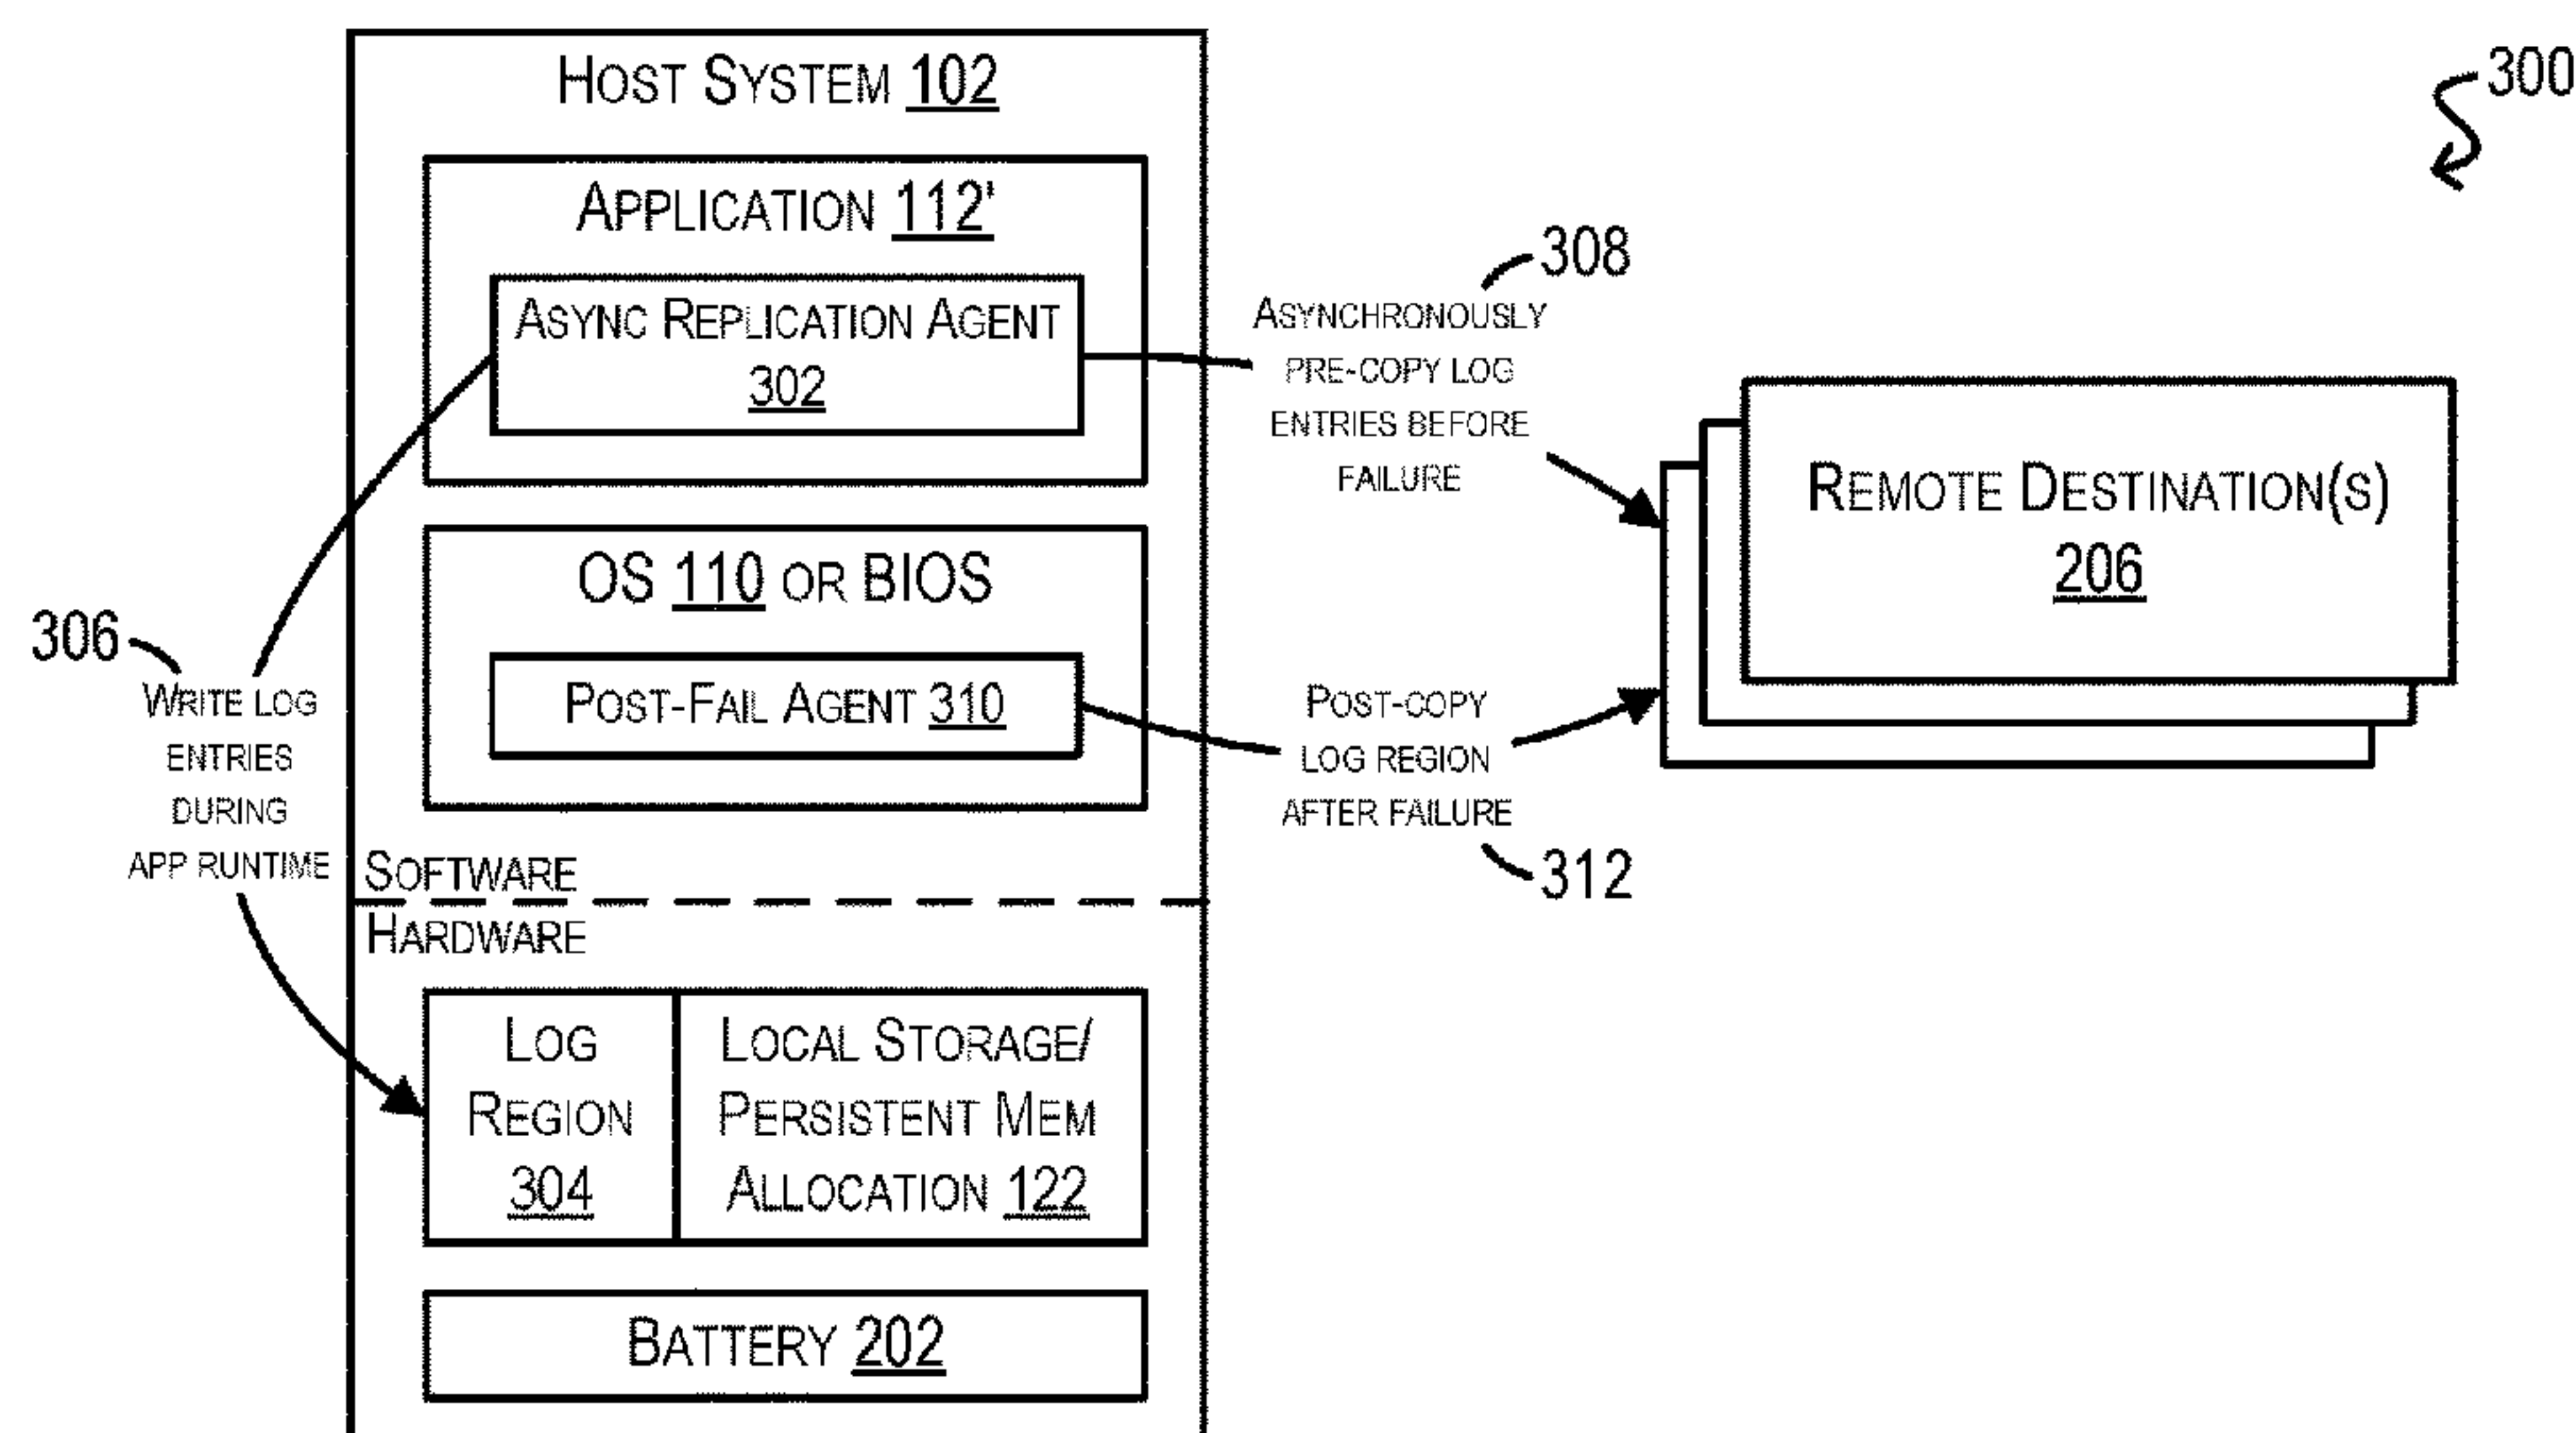 HOST SYSTEM 102
300
APPLICATION 112'
ASYNC REPLICATION AGENT
302
308
ASYNCHRONOUSLY
PRE-COPY LOG
ENTRIES BEFORE
FAILURE
REMOTE DESTINATION(S)
206
OS 110 OR BIOS
POST-FAIL AGENT 310
306
WRITE LOG
ENTRIES
DURING
APP RUNTIME
POST-COPY
LOG REGION
AFTER FAILURE
312
SOFTWARE
HARDWARE
LOG
REGION
304
LOCAL STORAGE/
PERSISTENT MEM
ALLOCATION 122
BATTERY 202